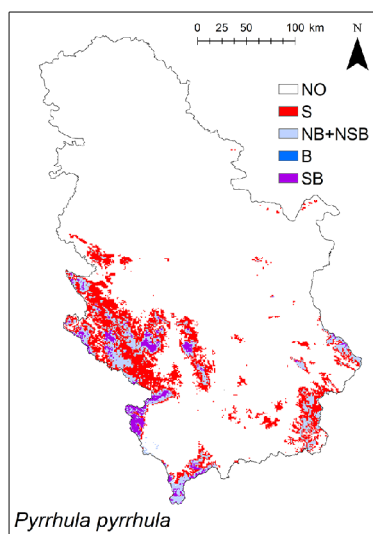 0 25 50 100 km
N
NO
S
NB+NSB
B
SB
Pyrrhula pyrrhula